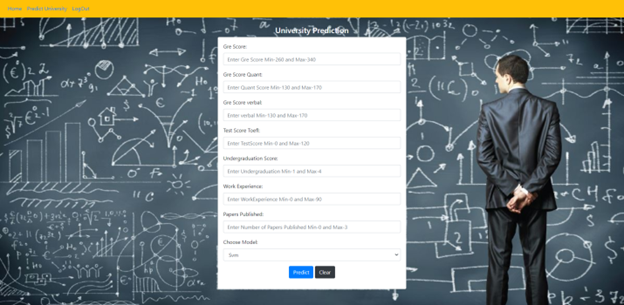 Home Predict University LogOut
University Prediction
Gre Score:
Enter Gre Score Min-260 and Max-340
Gre Score Quant:
Enter Quant Score Min-130 and Max-170
Gre Score verbal:
Enter verbal Min-130 and Max-170
Test Score Toefl:
Enter TestScore Min-0 and Max-120
Undergraduation Score:
Enter Undergraduation Min-1 and Max-4
Work Experience:
Enter WorkExperience Min-0 and Max-90
Papers Published:
Enter Number of Papers Published Min-0 and Max-3
Choose Model:
Svm
Predict Clear